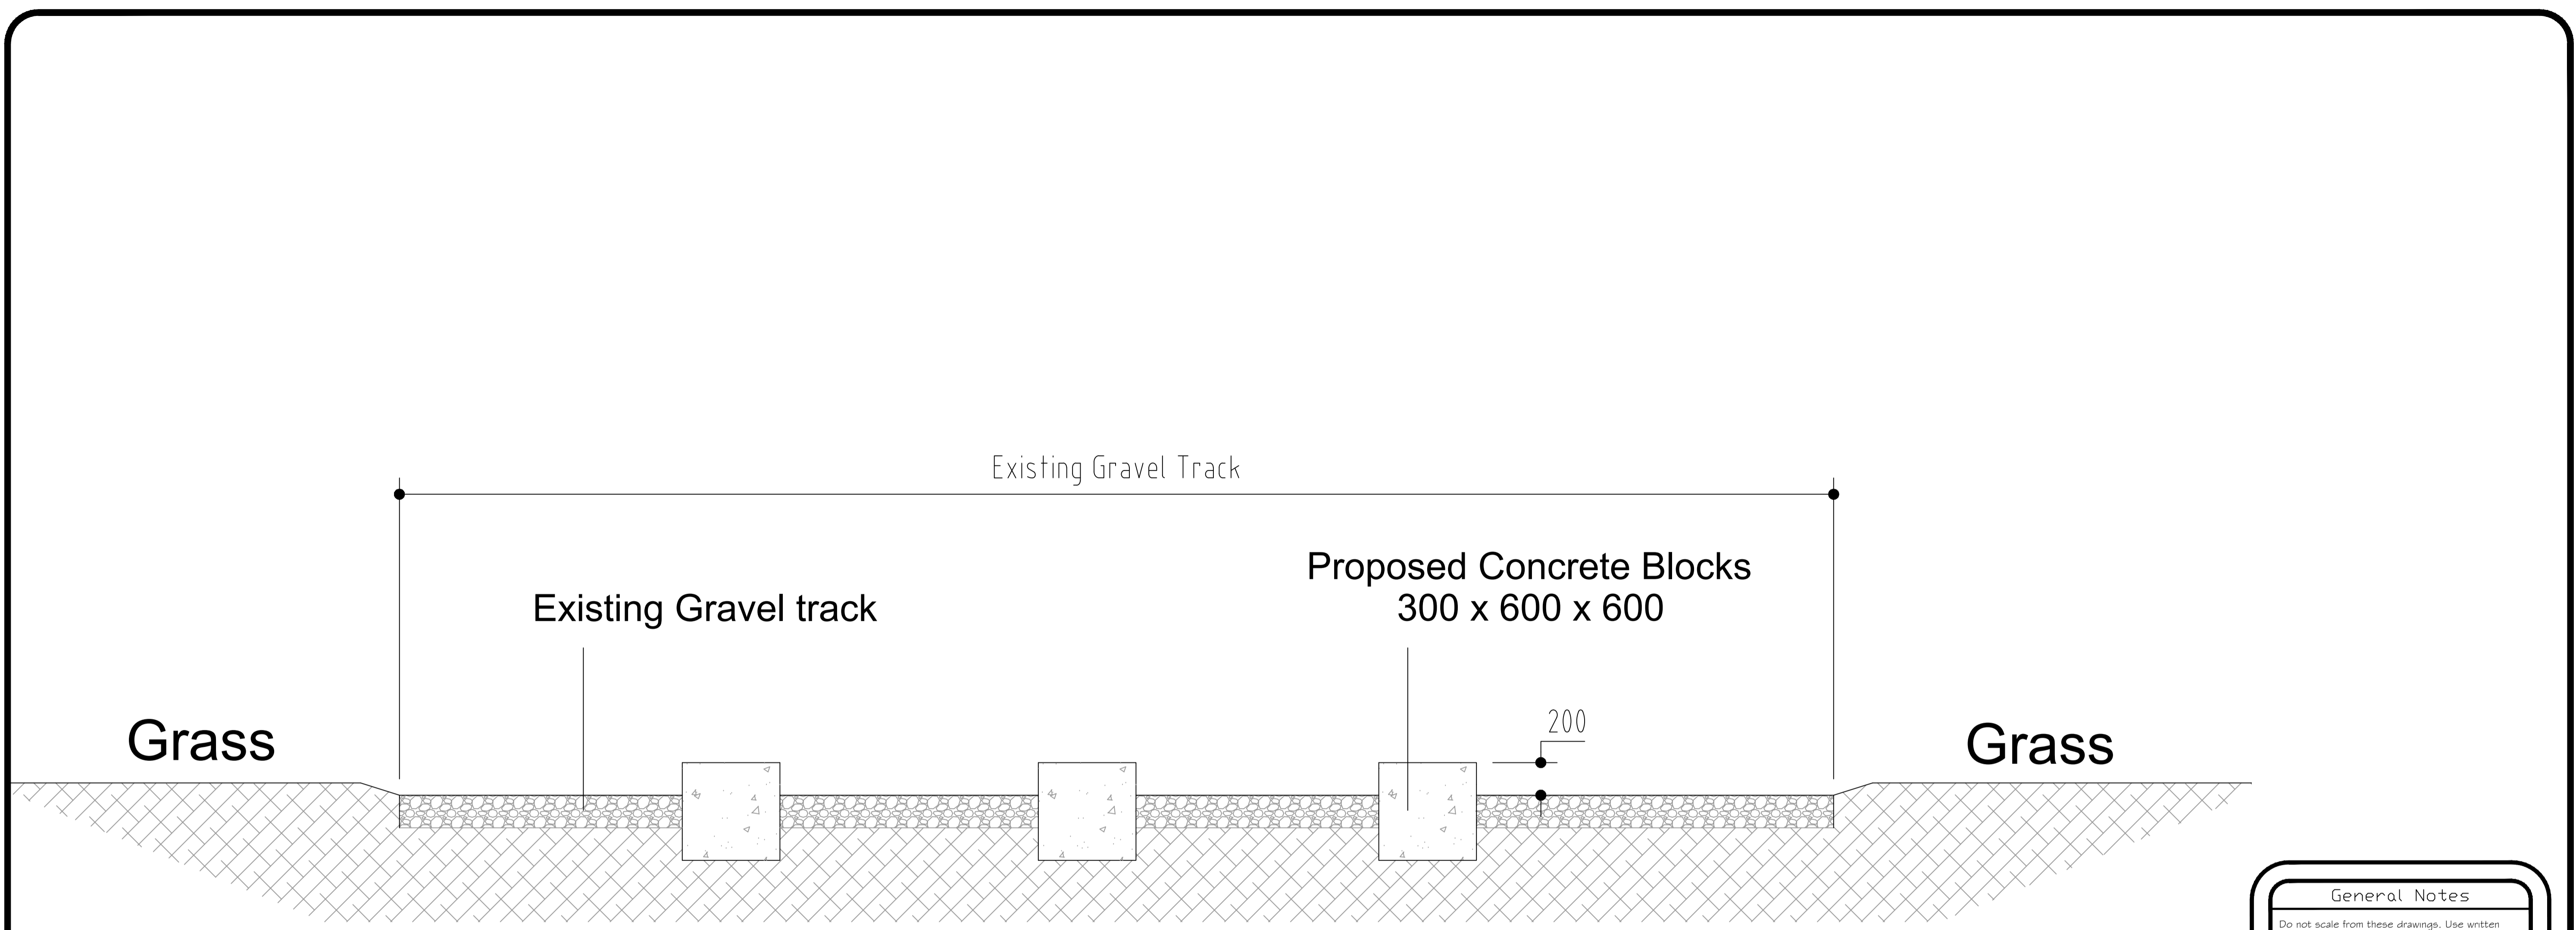 Existing Gravel Track
Proposed Concrete Blocks
300 x 600 x 600
Existing Gravel track
200
Grass
Grass
General Notes
Do not scale from these drawings. Use written